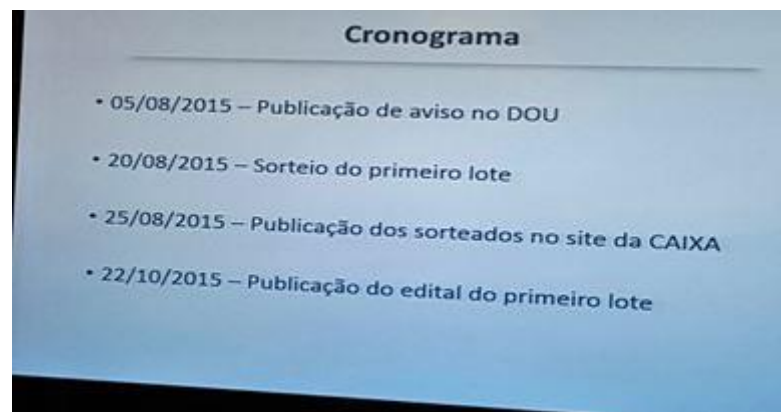 Cronograma
• 05/08/2015 – Publicação de aviso no DOU
• 20/08/2015 – Sorteio do primeiro lote
• 25/08/2015 – Publicação dos sorteados no site da CAIXA
• 22/10/2015 – Publicação do edital do primeiro lote